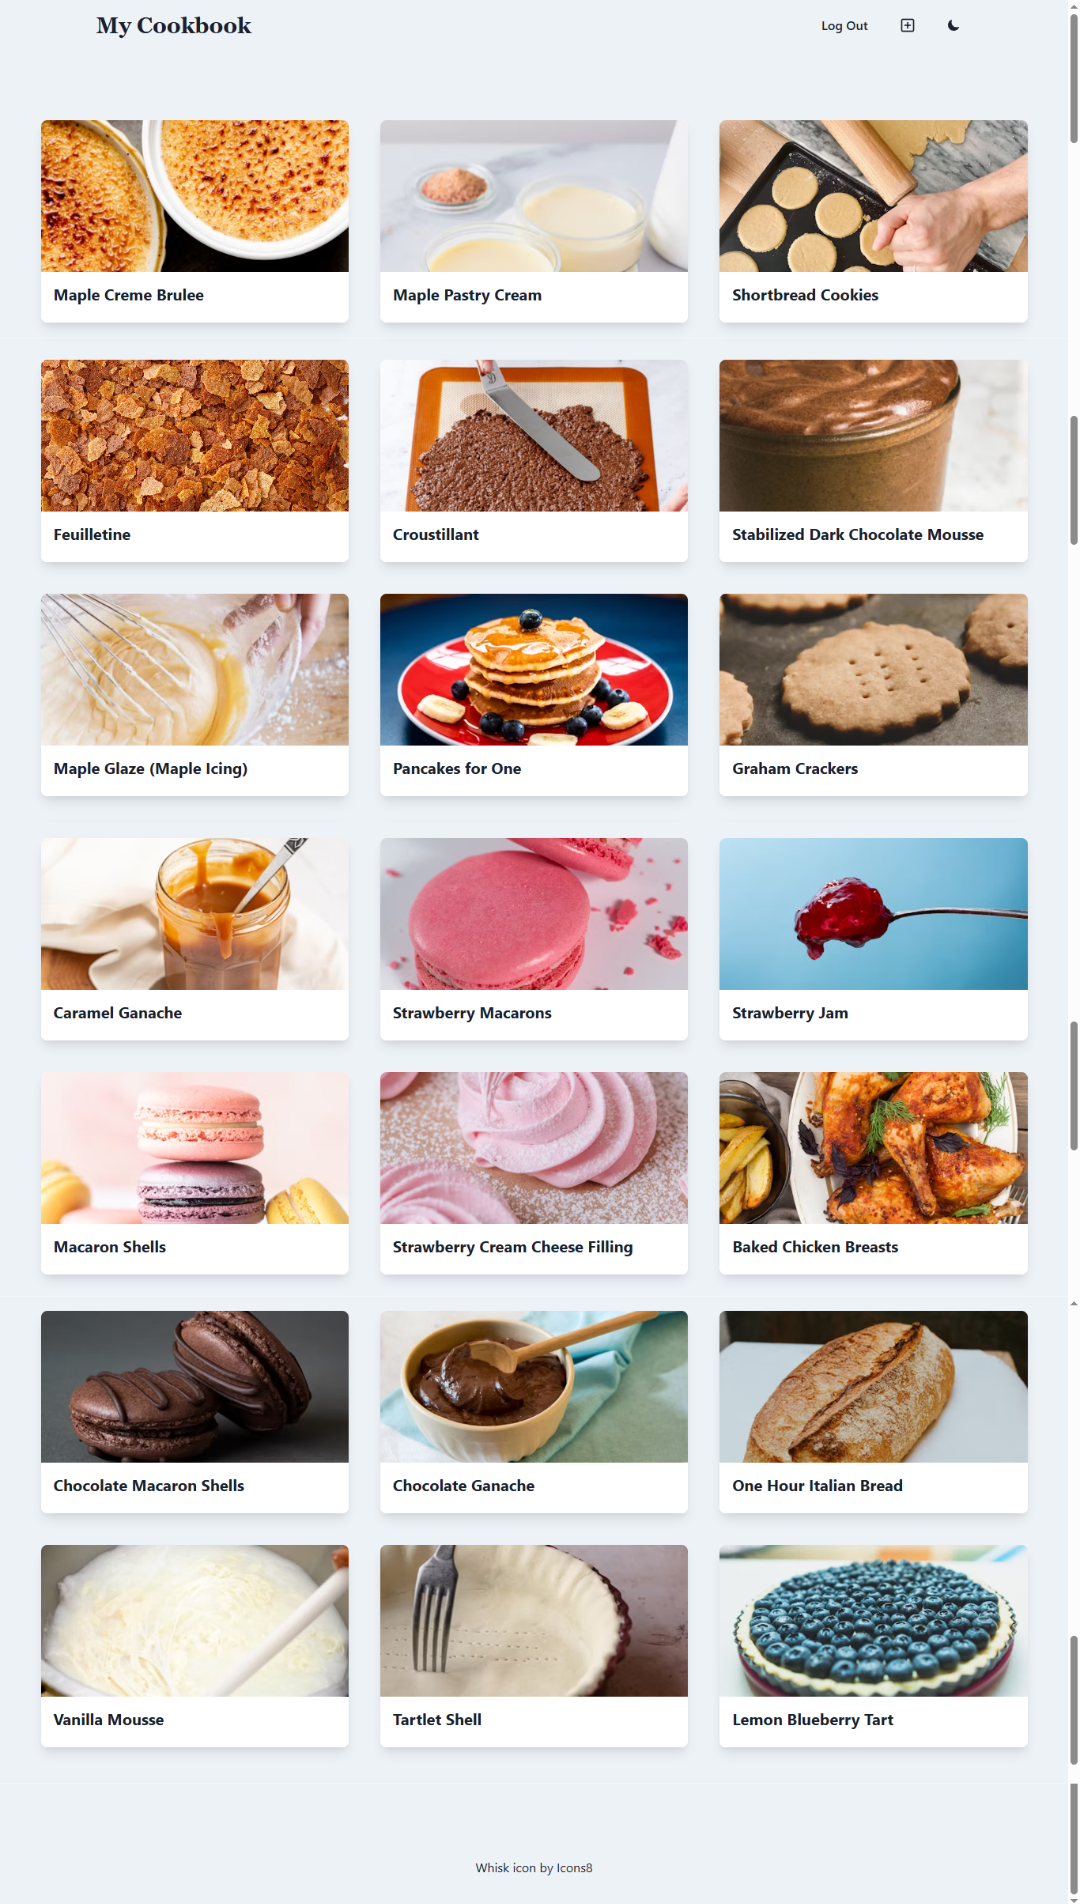 My Cookbook
Log Out
Maple Creme Brulee
Maple Pastry Cream
Shortbread Cookies
Feuilletine
Croustillant
Stabilized Dark Chocolate Mousse
Maple Glaze (Maple Icing)
Pancakes for One
Graham Crackers
Caramel Ganache
Strawberry Macarons
Strawberry Jam
Macaron Shells
Strawberry Cream Cheese Filling
Baked Chicken Breasts
Chocolate Macaron Shells
Chocolate Ganache
One Hour Italian Bread
Vanilla Mousse
Tartlet Shell
Lemon Blueberry Tart
Whisk icon by Icons8